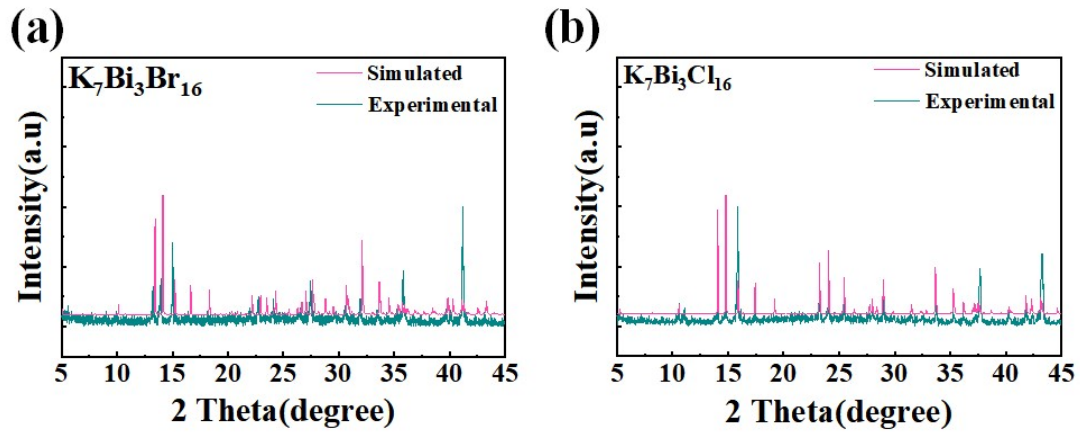 (a)
K₇Bi₃Br₁₆
Simulated
Experimental
Intensity(a.u)
5 10 15 20 25 30 35 40 45
2 Theta(degree)
(b)
K₇Bi₃Cl₁₆
Simulated
Experimental
Intensity(a.u)
5 10 15 20 25 30 35 40 45
2 Theta(degree)